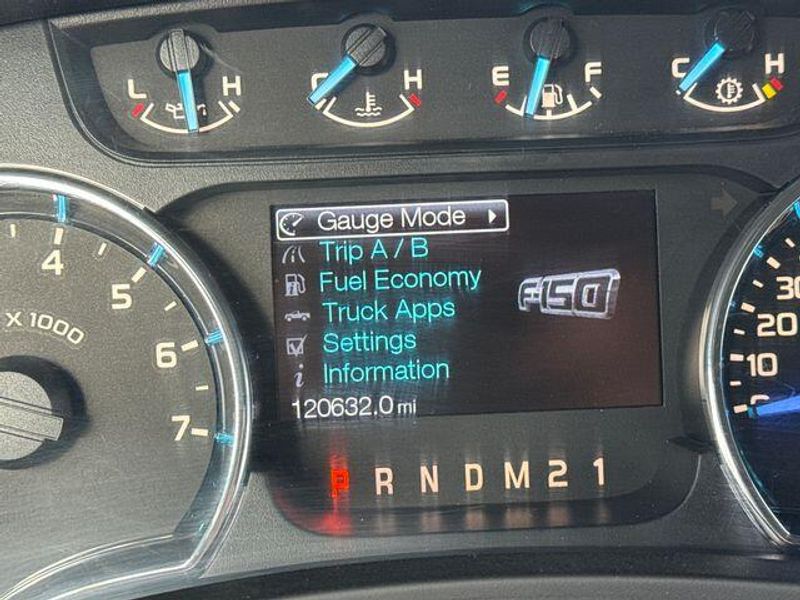 L H
C H
E F
C H
Gauge Mode
Trip A / B
Fuel Economy
Truck Apps
Settings
Information
120632.0 mi
F-150
P R N D M 2 1
4
5
6
7
X 1000
30
20
10